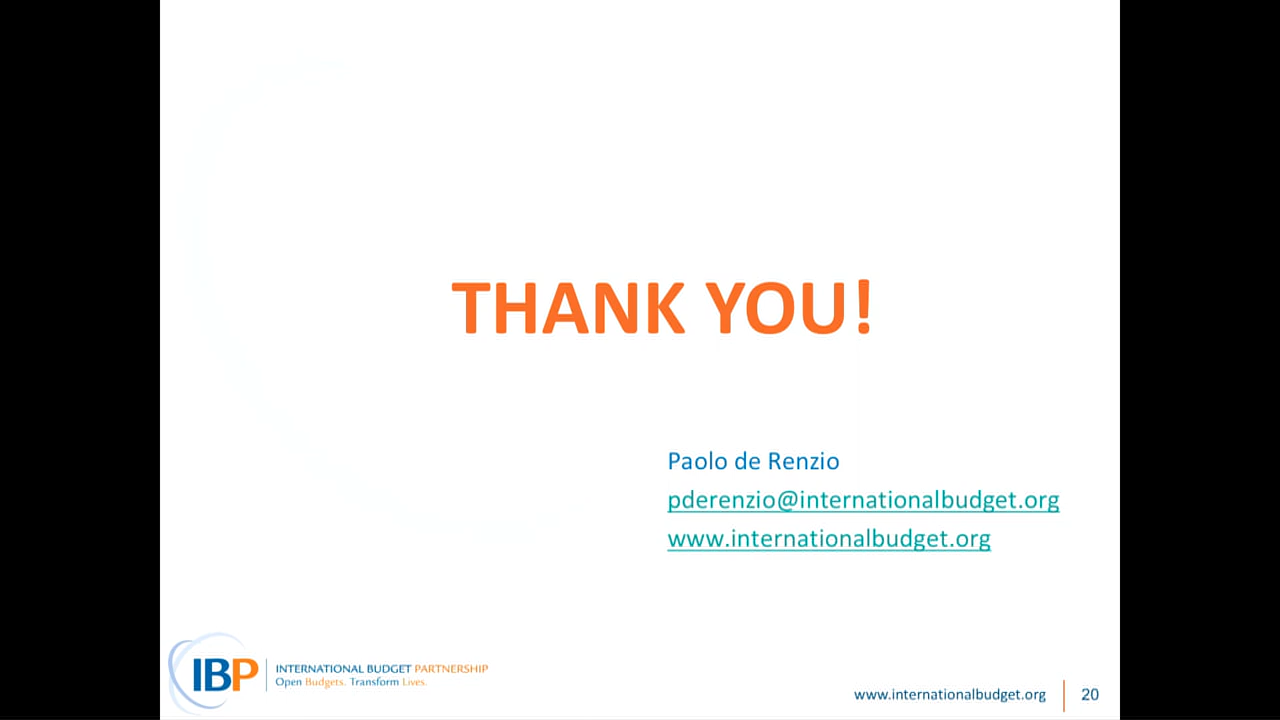 THANK YOU!
Paolo de Renzio
pderenzio@internationalbudget.org
www.internationalbudget.org
IBP
INTERNATIONAL BUDGET PARTNERSHIP
Open Budgets. Transform Lives.
www.internationalbudget.org
20